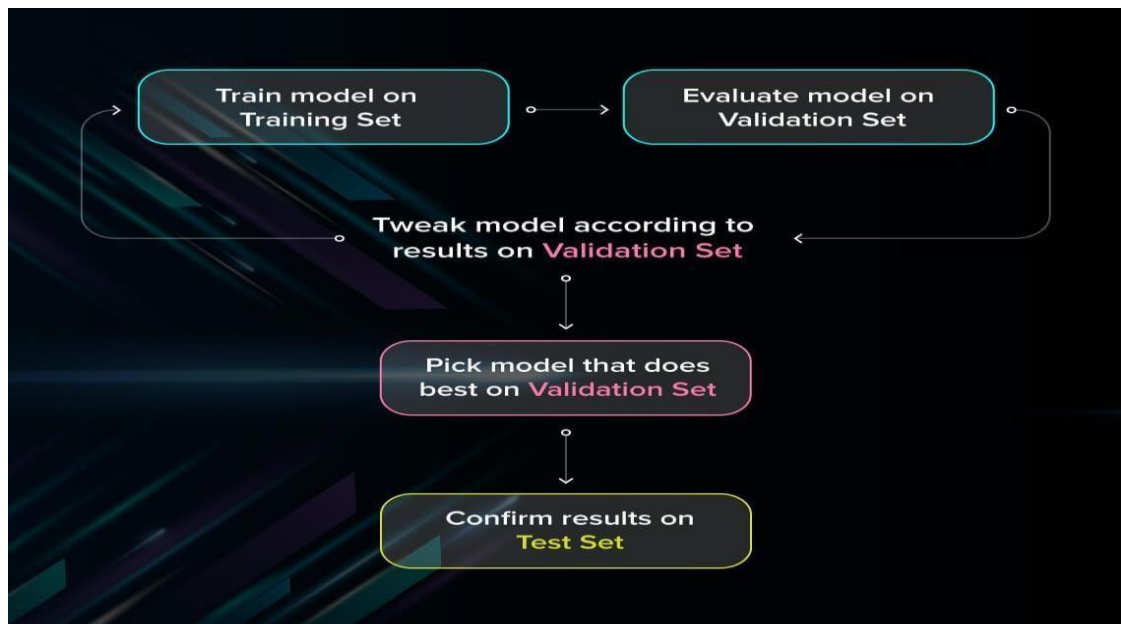 Train model on
Training Set
Evaluate model on
Validation Set
Tweak model according to
results on Validation Set
Pick model that does
best on Validation Set
Confirm results on
Test Set